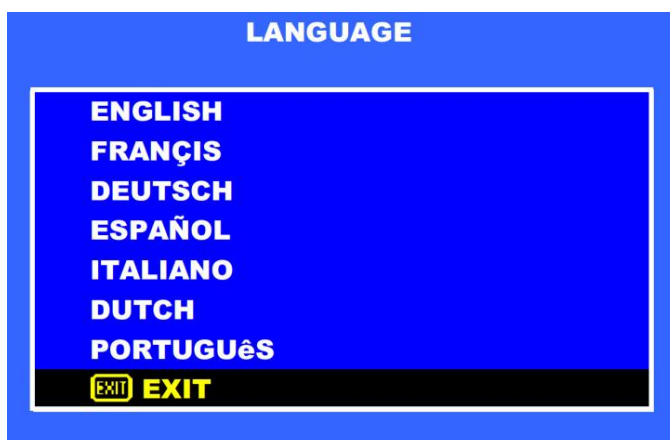 LANGUAGE
ENGLISH
FRANÇIS
DEUTSCH
ESPAÑOL
ITALIANO
DUTCH
PORTUGUêS
EXIT EXIT